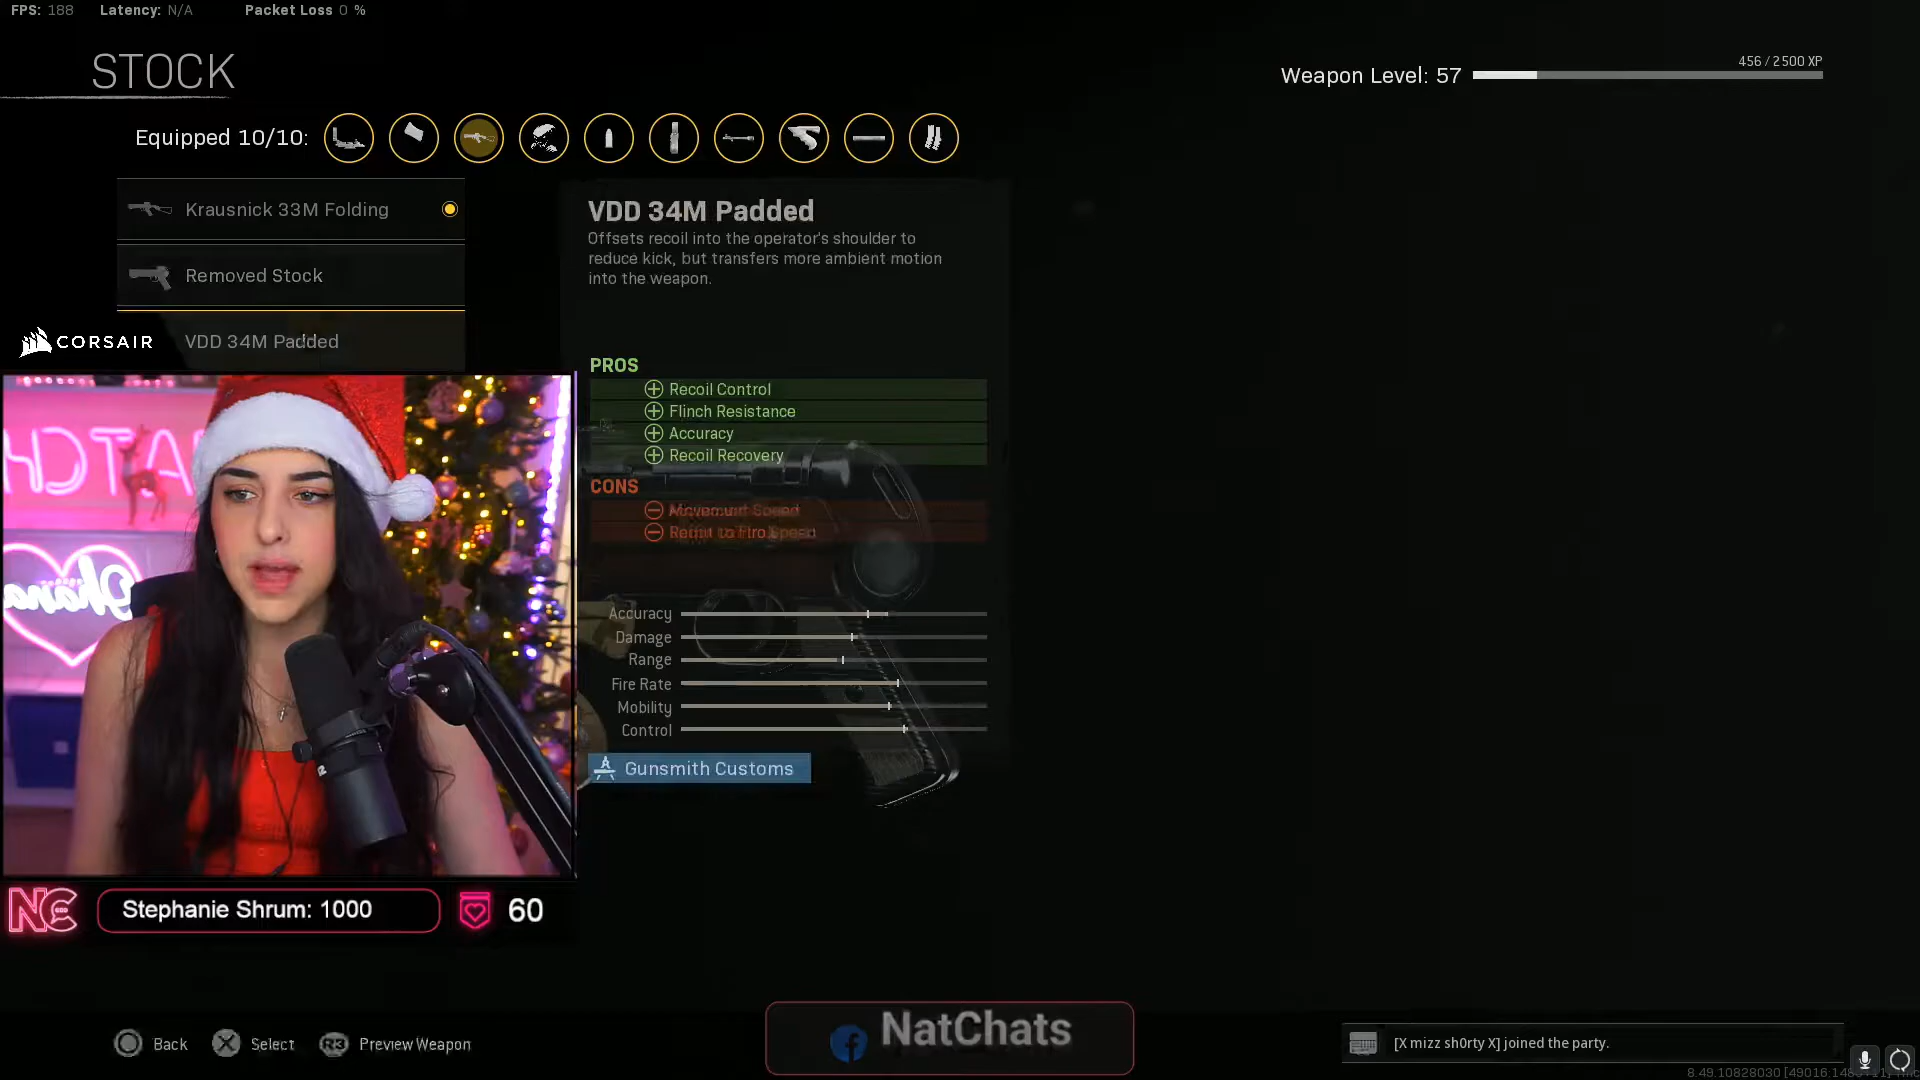 FPS: 188 Latency: N/A Packet Loss 0 %
STOCK
456 / 2500 XP
Weapon Level: 57
Equipped 10/10:
Krausnick 33M Folding
Removed Stock
VDD 34M Padded
CORSAIR
VDD 34M Padded
Offsets recoil into the operator's shoulder to
reduce kick, but transfers more ambient motion
into the weapon.
PROS
Recoil Control
Flinch Resistance
Accuracy
Recoil Recovery
CONS
Movement Speed
Accuracy
Damage
Range
Fire Rate
Mobility
Control
Gunsmith Customs
NC
Stephanie Shrum: 1000
60
Back
Select
R3 Preview Weapon
NatChats
[X mizz sh0rty X] joined the party.